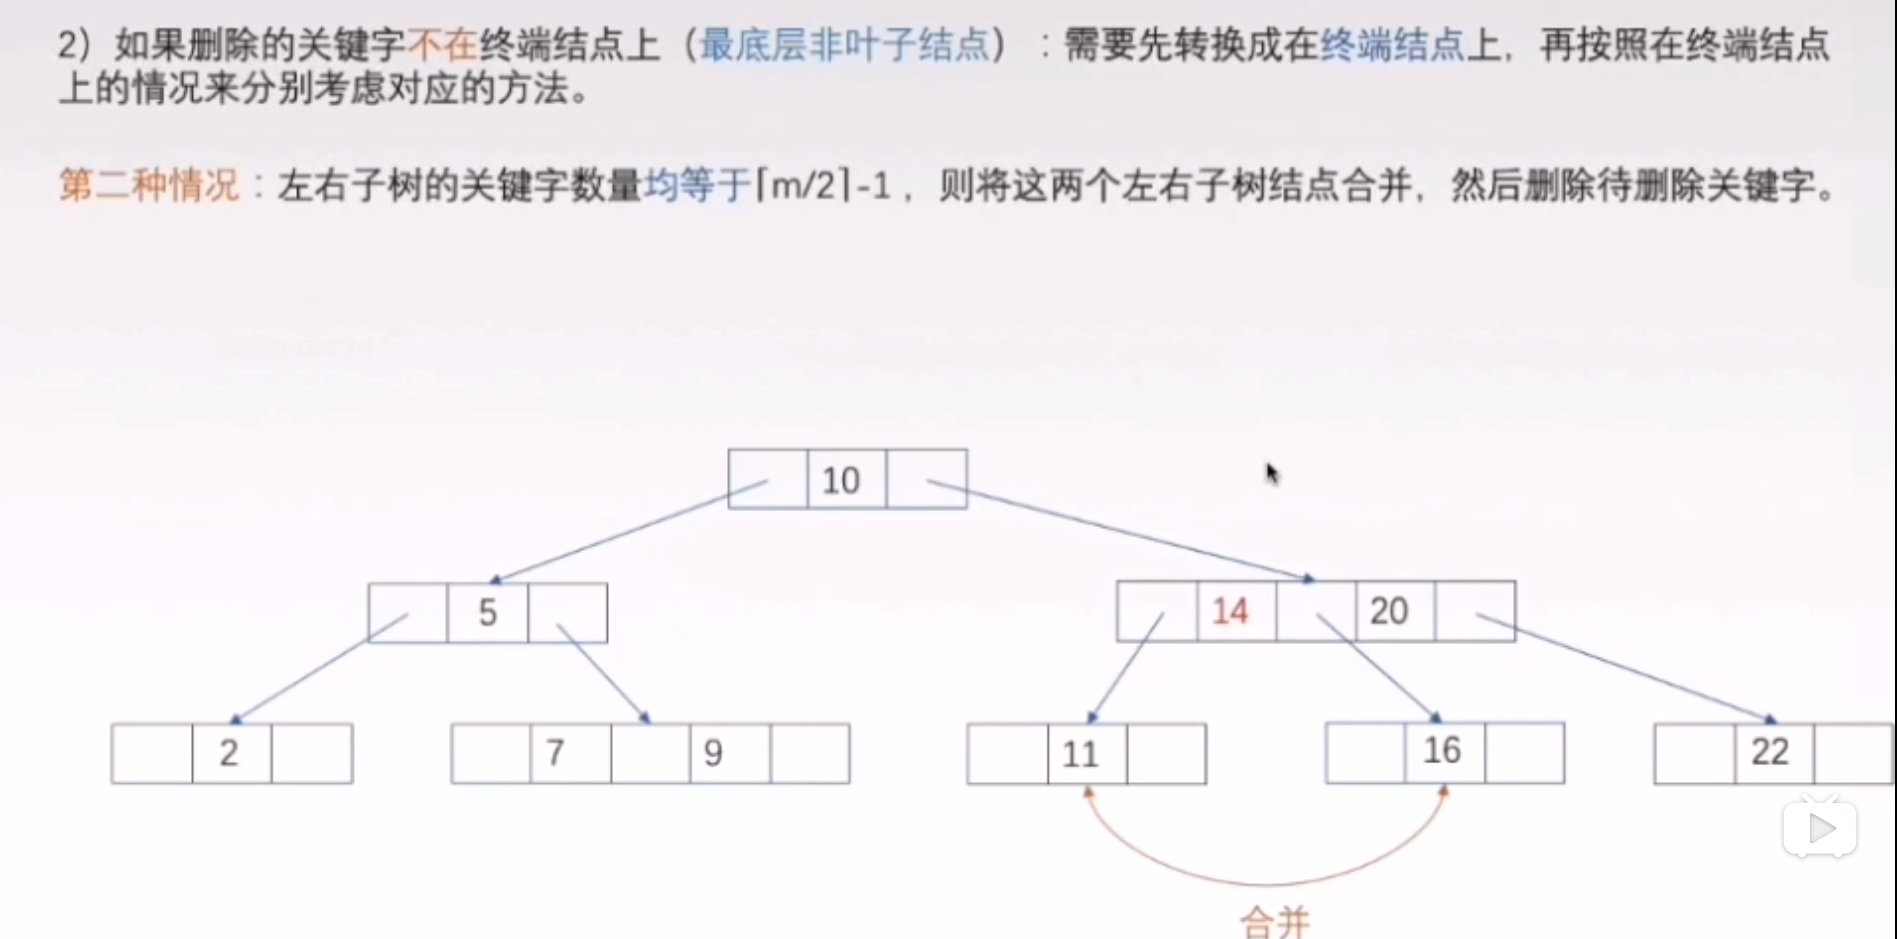 2）如果删除的关键字不在终端结点上（最底层非叶子结点）：需要先转换成在终端结点上，再按照在终端结点
上的情况来分别考虑对应的方法。
第二种情况：左右子树的关键字数量均等于⌈m/2⌉-1，则将这两个左右子树结点合并，然后删除待删除关键字。
10
5
14 20
2
7 9
11
16
22
合并